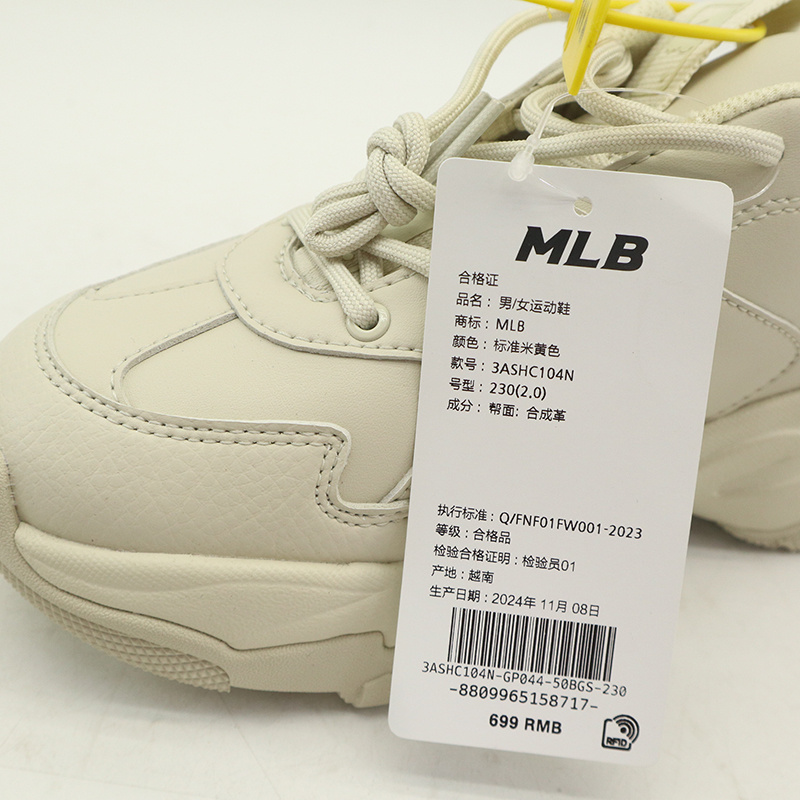 MLB
合格证
品名：男/女运动鞋
商标：MLB
颜色：标准米黄色
款号：3ASHC104N
号型：230(2.0)
成分：帮面: 合成革
执行标准：Q/FNF01FW001-2023
等级：合格品
检验合格证明：检验员01
产地：越南
生产日期：2024年 11月 08日
3ASHC104N-GP044-50BGS-230
-8809965158717-
699 RMB
RFID